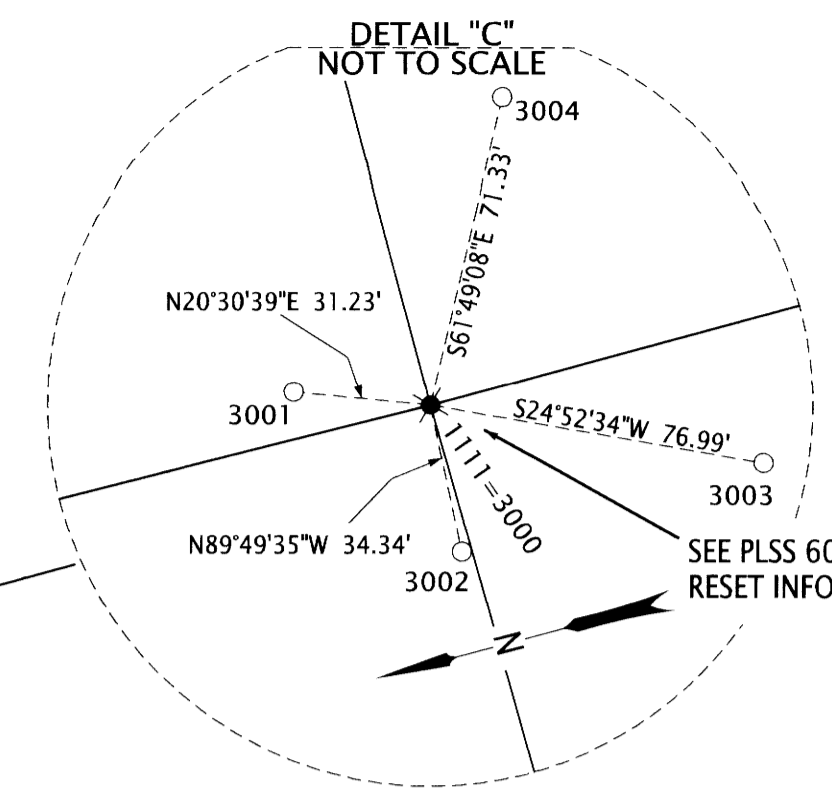 DETAIL "C"
NOT TO SCALE
3004
S61°49'08"E 71.33'
N20°30'39"E 31.23'
3001
S24°52'34"W 76.99'
3003
1111=3000
N89°49'35"W 34.34'
3002
SEE PLSS 60
RESET INFO
N